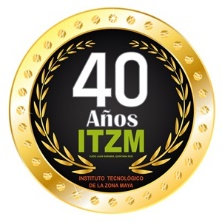 40
Años
ITZM
INSTITUTO TECNOLÓGICO
DE LA ZONA MAYA